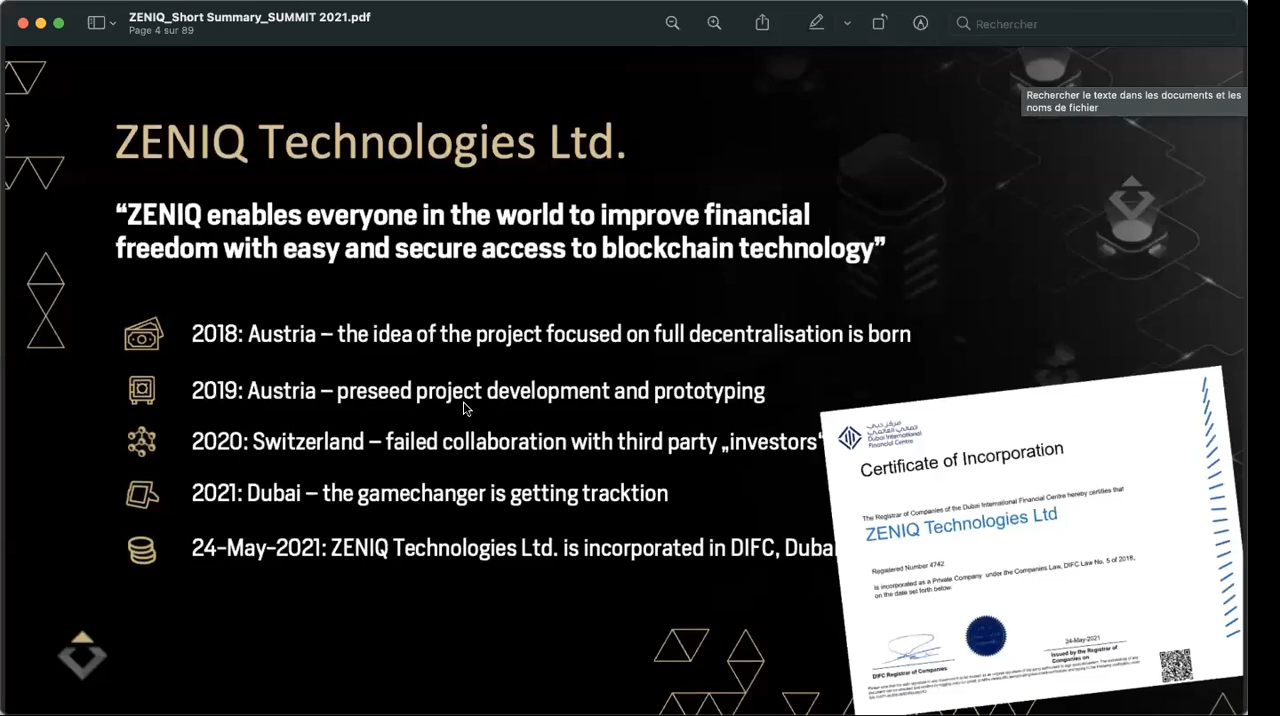 ZENIQ_Short Summary_SUMMIT 2021.pdf
Page 4 sur 89
Rechercher
Rechercher le texte dans les documents et les
noms de fichier
ZENIQ Technologies Ltd.
“ZENIQ enables everyone in the world to improve financial
freedom with easy and secure access to blockchain technology”
2018: Austria – the idea of the project focused on full decentralisation is born
2019: Austria – preseed project development and prototyping
2020: Switzerland – failed collaboration with third party „investors“
2021: Dubai – the gamechanger is getting tracktion
24-May-2021: ZENIQ Technologies Ltd. is incorporated in DIFC, Dubai
مركز دبي
المالي العالمي
Dubai International
Financial Centre
Certificate of Incorporation
The Registrar of Companies of the Dubai International Financial Centre hereby certifies that
ZENIQ Technologies Ltd
Registered Number 4742
is incorporated as a Private Company under the Companies Law, DIFC Law No. 5 of 2018,
on the date set forth below.
24-May-2021
DIFC Registrar of Companies
Issued by the Registrar of
Companies on